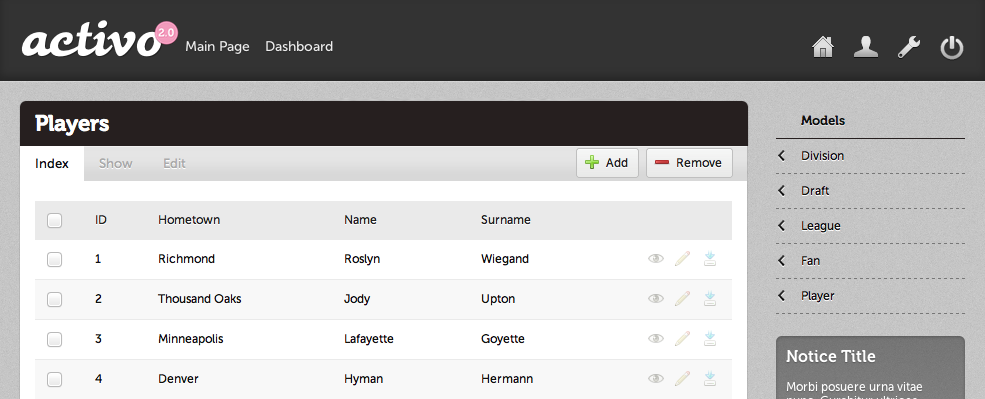 activo 2.0 Main Page Dashboard
Players
Index Show Edit Add Remove
ID Hometown Name Surname
1 Richmond Roslyn Wiegand
2 Thousand Oaks Jody Upton
3 Minneapolis Lafayette Goyette
4 Denver Hyman Hermann
Models
Division
Draft
League
Fan
Player
Notice Title
Morbi posuere urna vitae